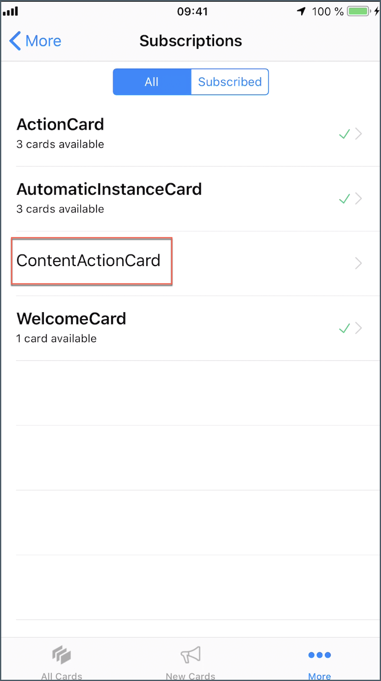 09:41
100 %
More
Subscriptions
All
Subscribed
ActionCard
3 cards available
AutomaticInstanceCard
3 cards available
ContentActionCard
WelcomeCard
1 card available
All Cards
New Cards
More